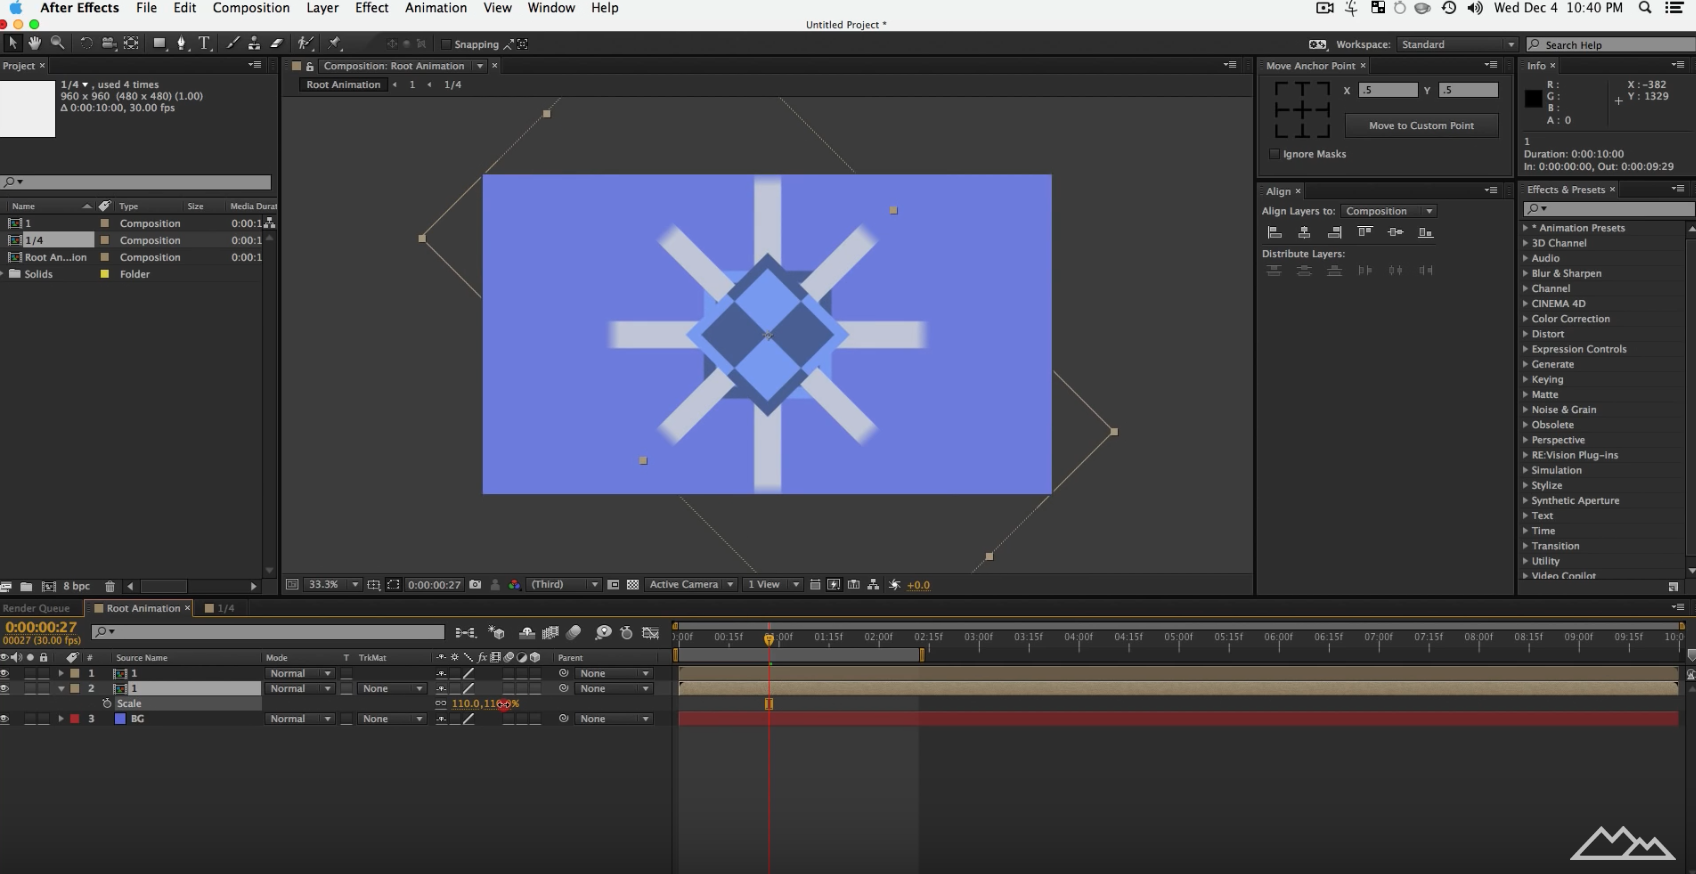 After Effects File Edit Composition Layer Effect Animation View Window Help Wed Dec 4 10:40 PM
Untitled Project *
T Snapping Workspace: Standard Search Help
Project × Composition: Root Animation × Move Anchor Point × Info ×
Root Animation 1 1/4
1/4 , used 4 times
960 x 960 (480 x 480) (1.00)
Δ 0:00:10:00, 30.00 fps
X .5 Y .5
Move to Custom Point
Ignore Masks
R : X : -382
G : Y : 1329
B :
A : 0
1
Duration: 0:00:10:00
In: 0:00:00:00, Out: 0:00:09:29
Name Type Size Media Durat
1 Composition 0:00:1
1/4 Composition 0:00:1
Root An...ion Composition 0:00:1
Solids Folder
Align ×
Align Layers to: Composition
Distribute Layers:
Effects & Presets ×
* Animation Presets
3D Channel
Audio
Blur & Sharpen
Channel
CINEMA 4D
Color Correction
Distort
Expression Controls
Generate
Keying
Matte
Noise & Grain
Obsolete
Perspective
RE:Vision Plug-ins
Simulation
Stylize
Synthetic Aperture
Text
Time
Transition
Utility
Video Copilot
8 bpc 33.3% 0:00:00:27 (Third) Active Camera 1 View +0.0
Render Queue Root Animation × 1/4
0:00:00:27
00027 (30.00 fps)
:00f 00:15f 01:00f 01:15f 02:00f 02:15f 03:00f 03:15f 04:00f 04:15f 05:00f 05:15f 06:00f 06:15f 07:00f 07:15f 08:00f 08:15f 09:00f 09:15f 10:0
# Source Name Mode T TrkMat fx Parent
1 1 Normal None
2 1 Normal None None
Scale 110.0,110.0%
3 BG Normal None None